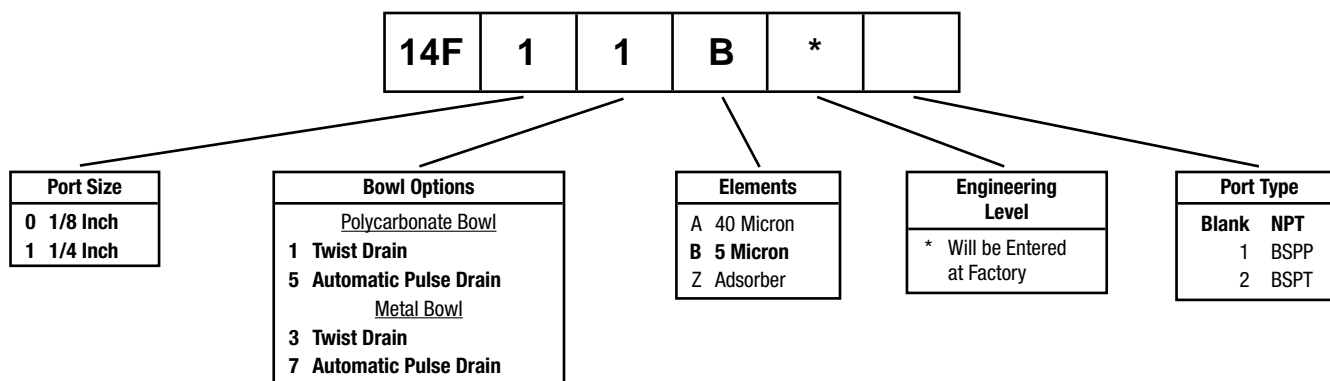 14F 1 1 B *
Port Size
0 1/8 Inch
1 1/4 Inch
Bowl Options
Polycarbonate Bowl
1 Twist Drain
5 Automatic Pulse Drain
Metal Bowl
3 Twist Drain
7 Automatic Pulse Drain
Elements
A 40 Micron
B 5 Micron
Z Adsorber
Engineering
Level
* Will be Entered
at Factory
Port Type
Blank NPT
1 BSPP
2 BSPT